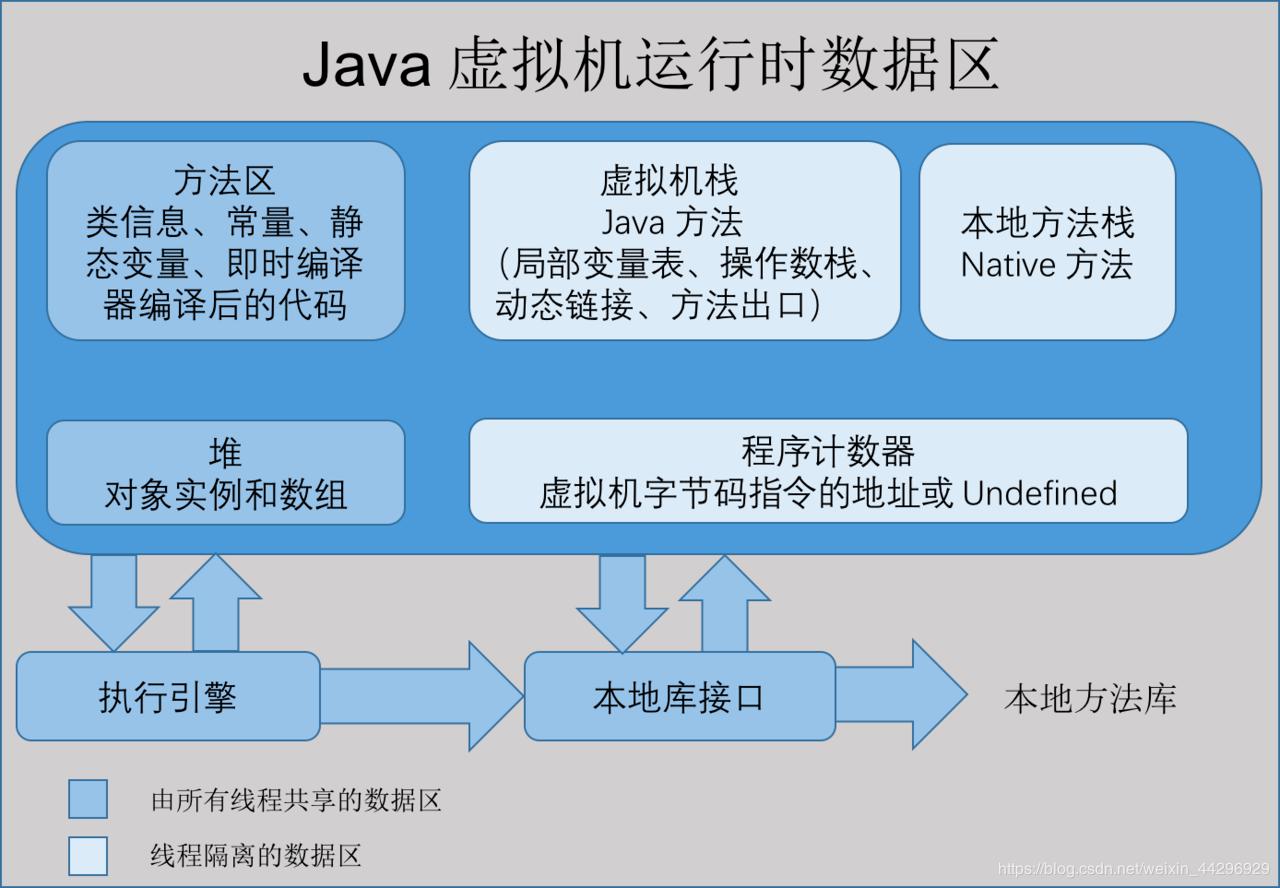 Java 虚拟机运行时数据区
方法区
类信息、常量、静
态变量、即时编译
器编译后的代码
虚拟机栈
Java 方法
（局部变量表、操作数栈、
动态链接、方法出口）
本地方法栈
Native 方法
堆
对象实例和数组
程序计数器
虚拟机字节码指令的地址或 Undefined
执行引擎
本地库接口
本地方法库
由所有线程共享的数据区
线程隔离的数据区
https://blog.csdn.net/weixin_44296929